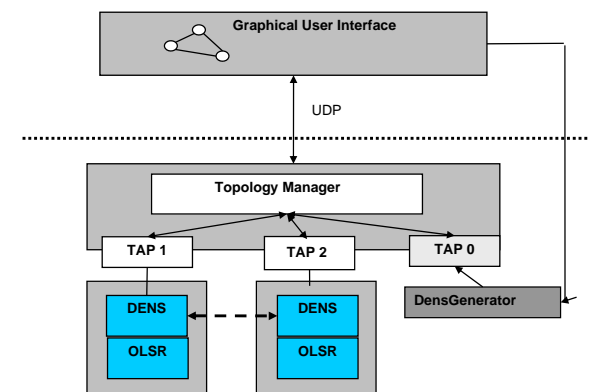 Graphical User Interface
UDP
Topology Manager
TAP 1
TAP 2
TAP 0
DENS
DENS
DensGenerator
OLSR
OLSR